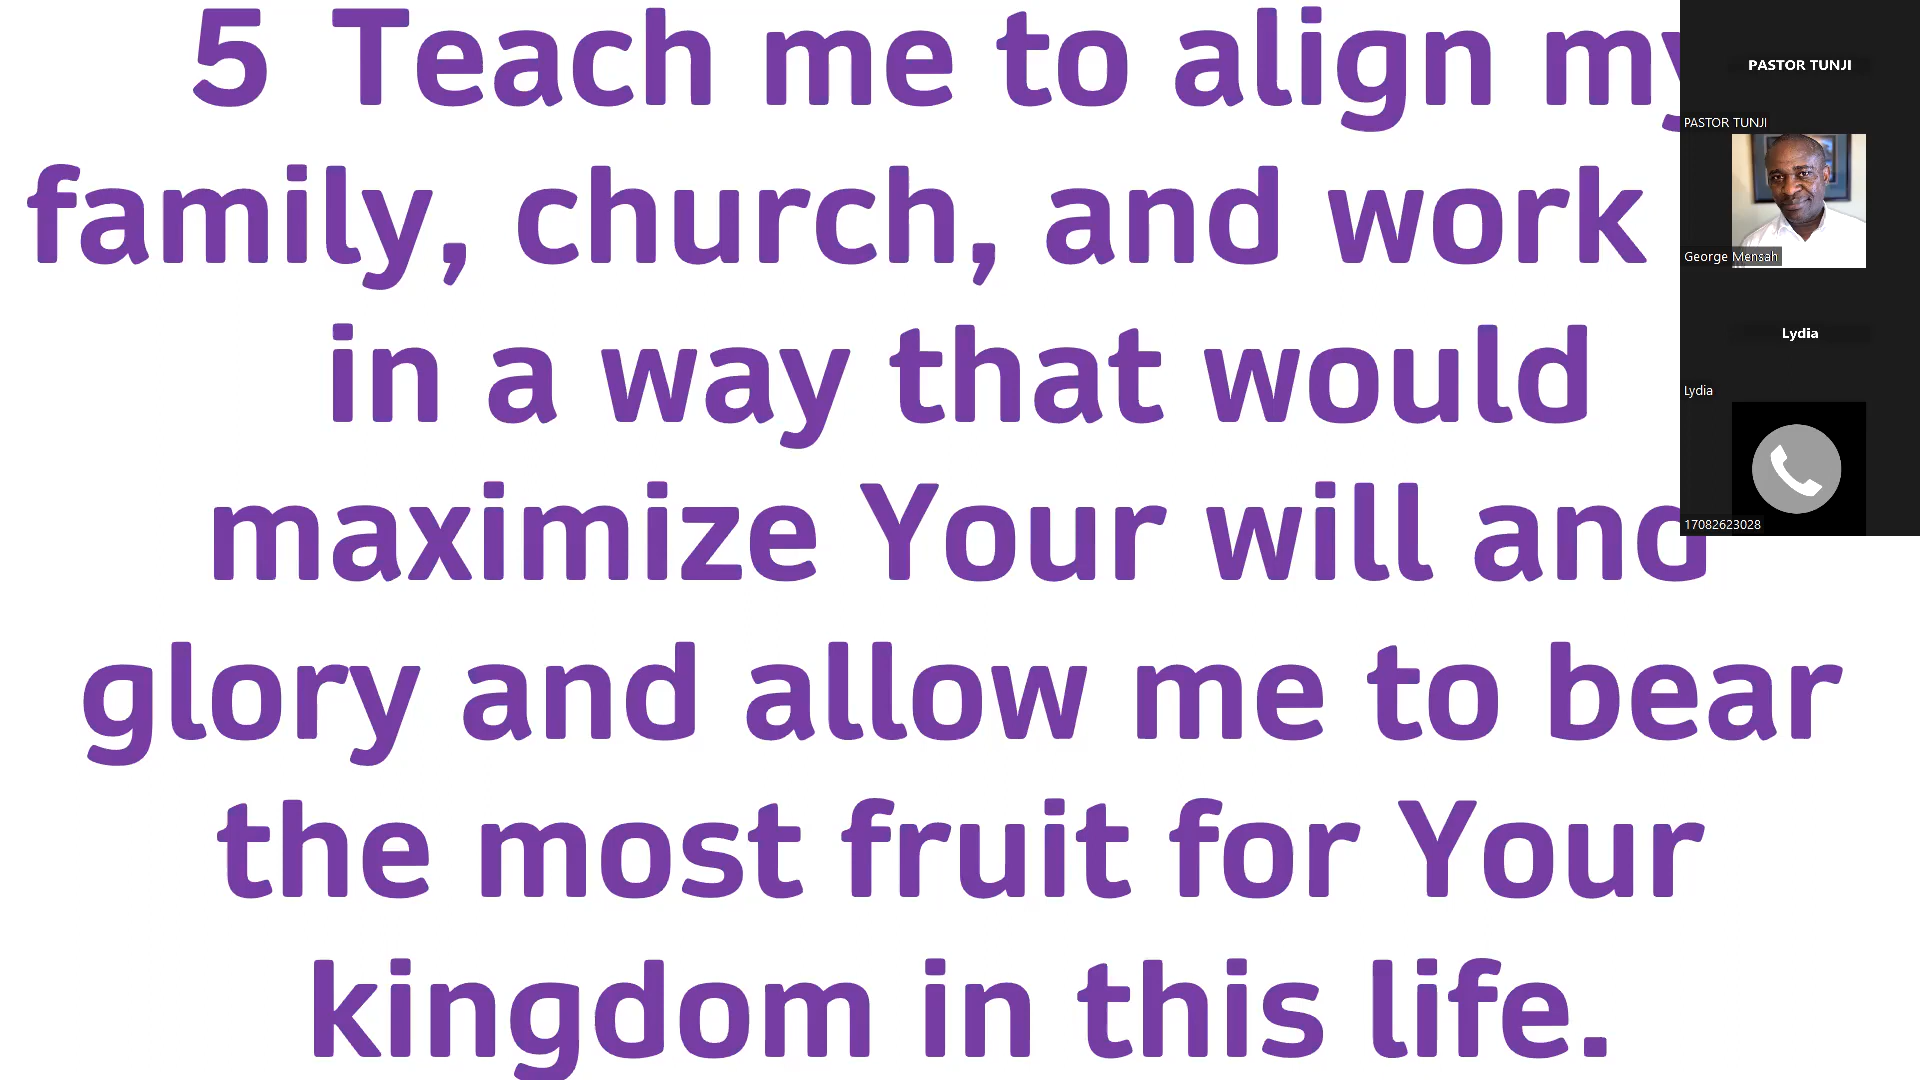 5 Teach me to align my
family, church, and work
in a way that would
maximize Your will and
glory and allow me to bear
the most fruit for Your
kingdom in this life.
PASTOR TUNJI
PASTOR TUNJI
George Mensah
Lydia
Lydia
17082623028